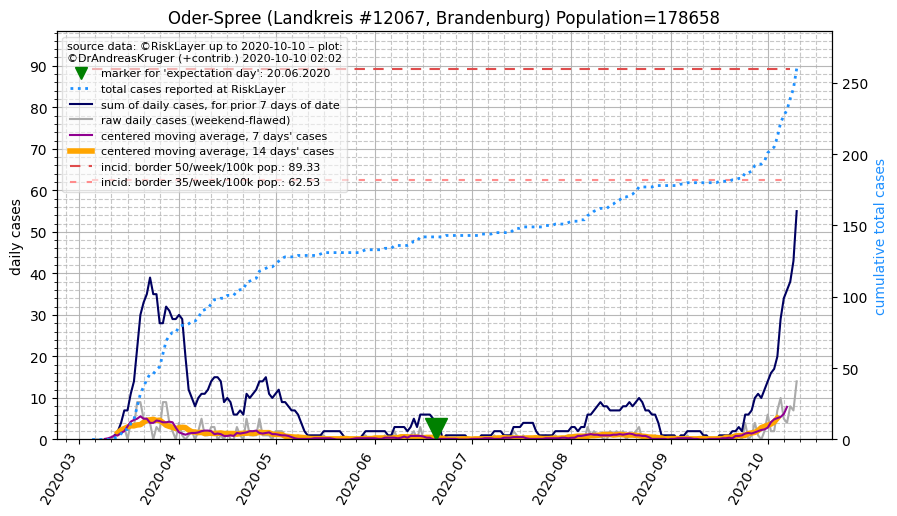 Oder-Spree (Landkreis #12067, Brandenburg) Population=178658
source data: ©RiskLayer up to 2020-10-10 – plot:
©DrAndreasKruger (+contrib.) 2020-10-10 02:02
marker for 'expectation day': 20.06.2020
total cases reported at RiskLayer
sum of daily cases, for prior 7 days of date
raw daily cases (weekend-flawed)
centered moving average, 7 days' cases
centered moving average, 14 days' cases
incid. border 50/week/100k pop.: 89.33
incid. border 35/week/100k pop.: 62.53
daily cases
90
80
70
60
50
40
30
20
10
0
cumulative total cases
250
200
150
100
50
0
2020-03
2020-04
2020-05
2020-06
2020-07
2020-08
2020-09
2020-10